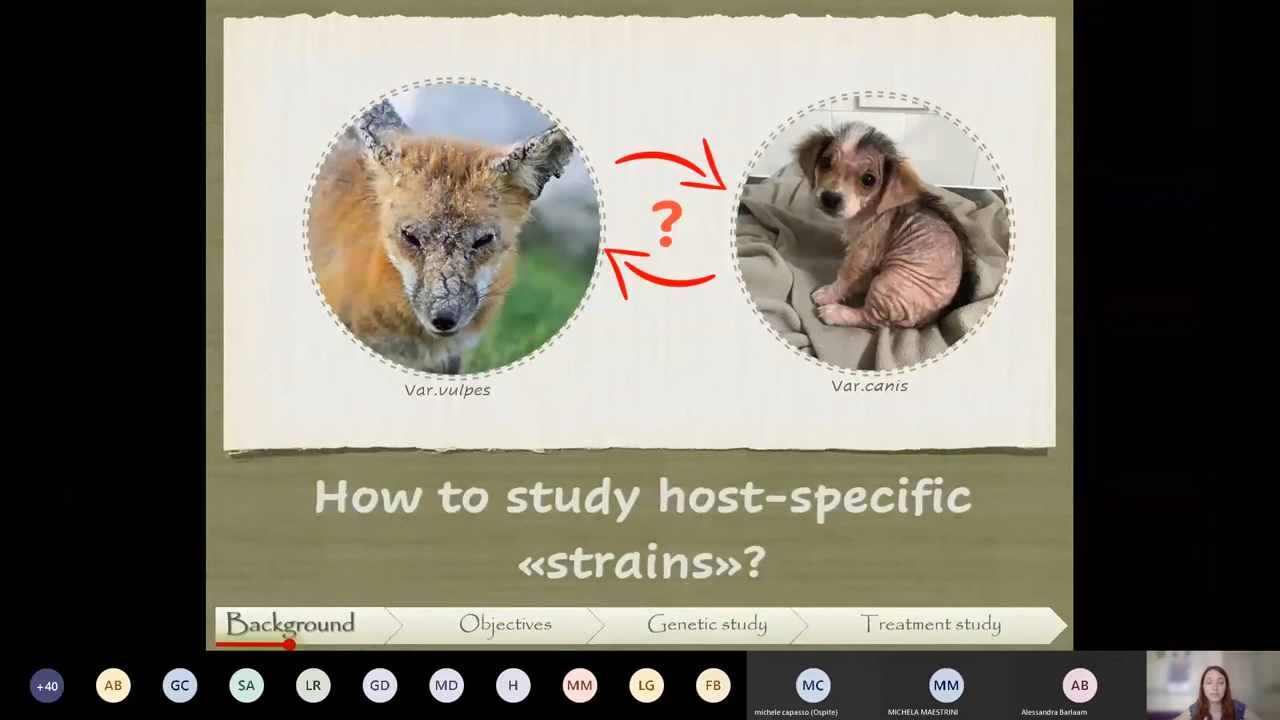 ?
Var.vulpes
Var.canis
How to study host-specific
«strains»?
Background
Objectives
Genetic study
Treatment study
+40
AB
GC
SA
LR
GD
MD
H
MM
LG
FB
MC
michele capasso (Ospite)
MM
MICHELA MAESTRINI
AB
Alessandra Barlaam